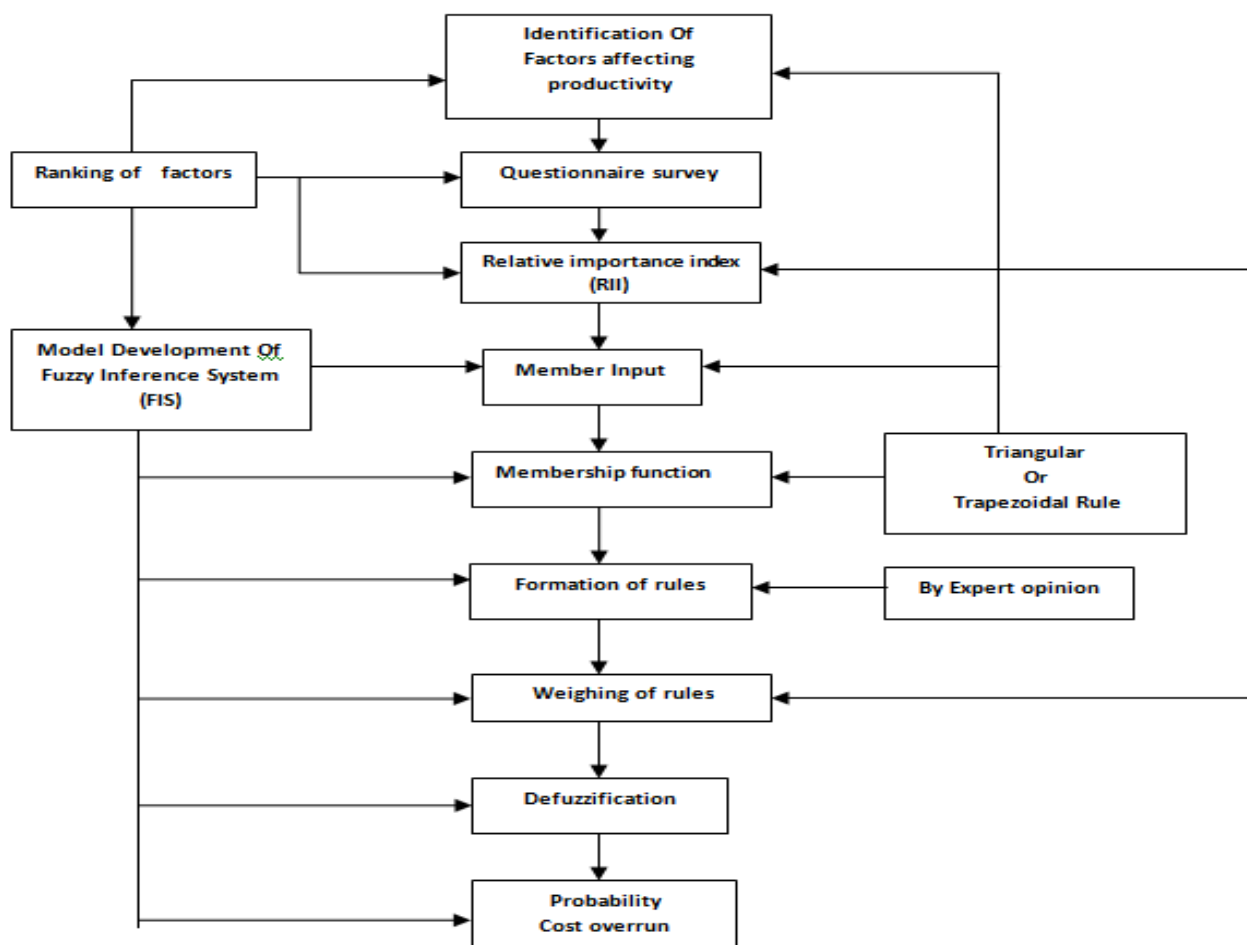 Identification Of
Factors affecting
productivity
Ranking of factors
Questionnaire survey
Relative importance index
(RII)
Model Development Of
Fuzzy Inference System
(FIS)
Member Input
Membership function
Triangular
Or
Trapezoidal Rule
Formation of rules
By Expert opinion
Weighing of rules
Defuzzification
Probability
Cost overrun